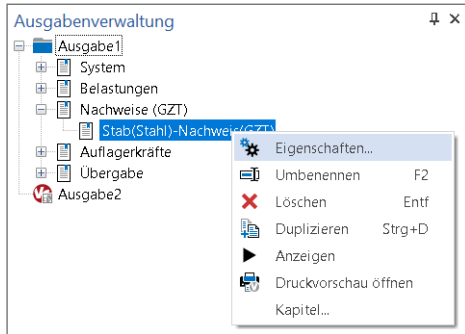 Ausgabenverwaltung
Ausgabe1
System
Belastungen
Nachweise (GZT)
Stab(Stahl)-Nachweis(GZT)
Eigenschaften...
Auflagerkräfte
Umbenennen F2
Übergabe
Löschen Entf
Ausgabe2
Duplizieren Strg+D
Anzeigen
Druckvorschau öffnen
Kapitel...